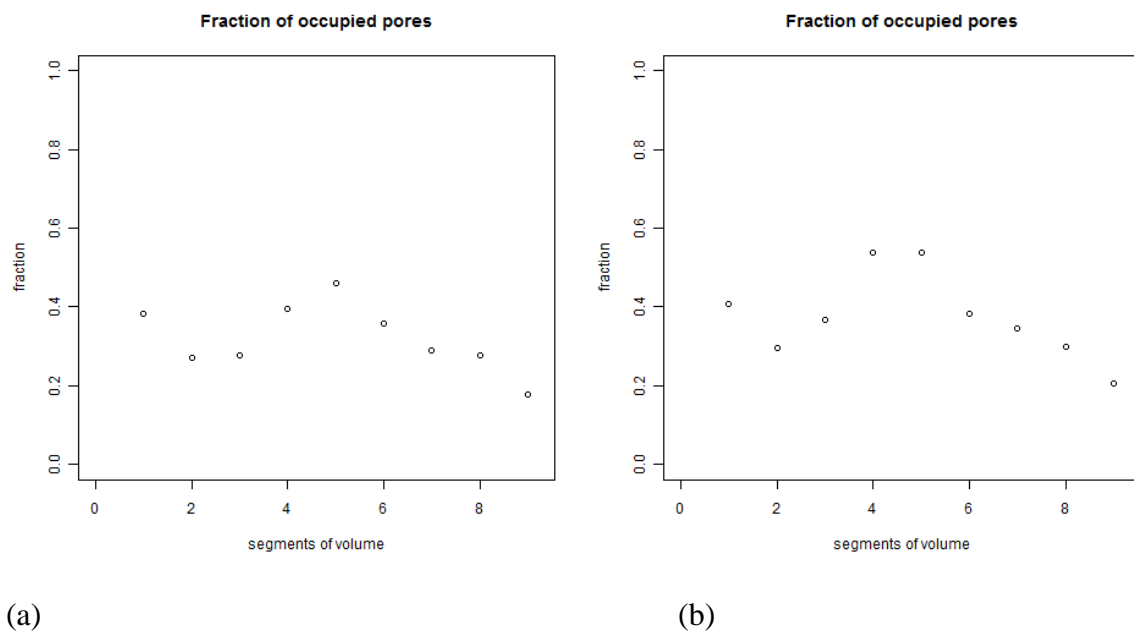 Fraction of occupied pores
fraction
0.0 0.2 0.4 0.6 0.8 1.0
0 2 4 6 8
segments of volume
(a)
Fraction of occupied pores
fraction
0.0 0.2 0.4 0.6 0.8 1.0
0 2 4 6 8
segments of volume
(b)